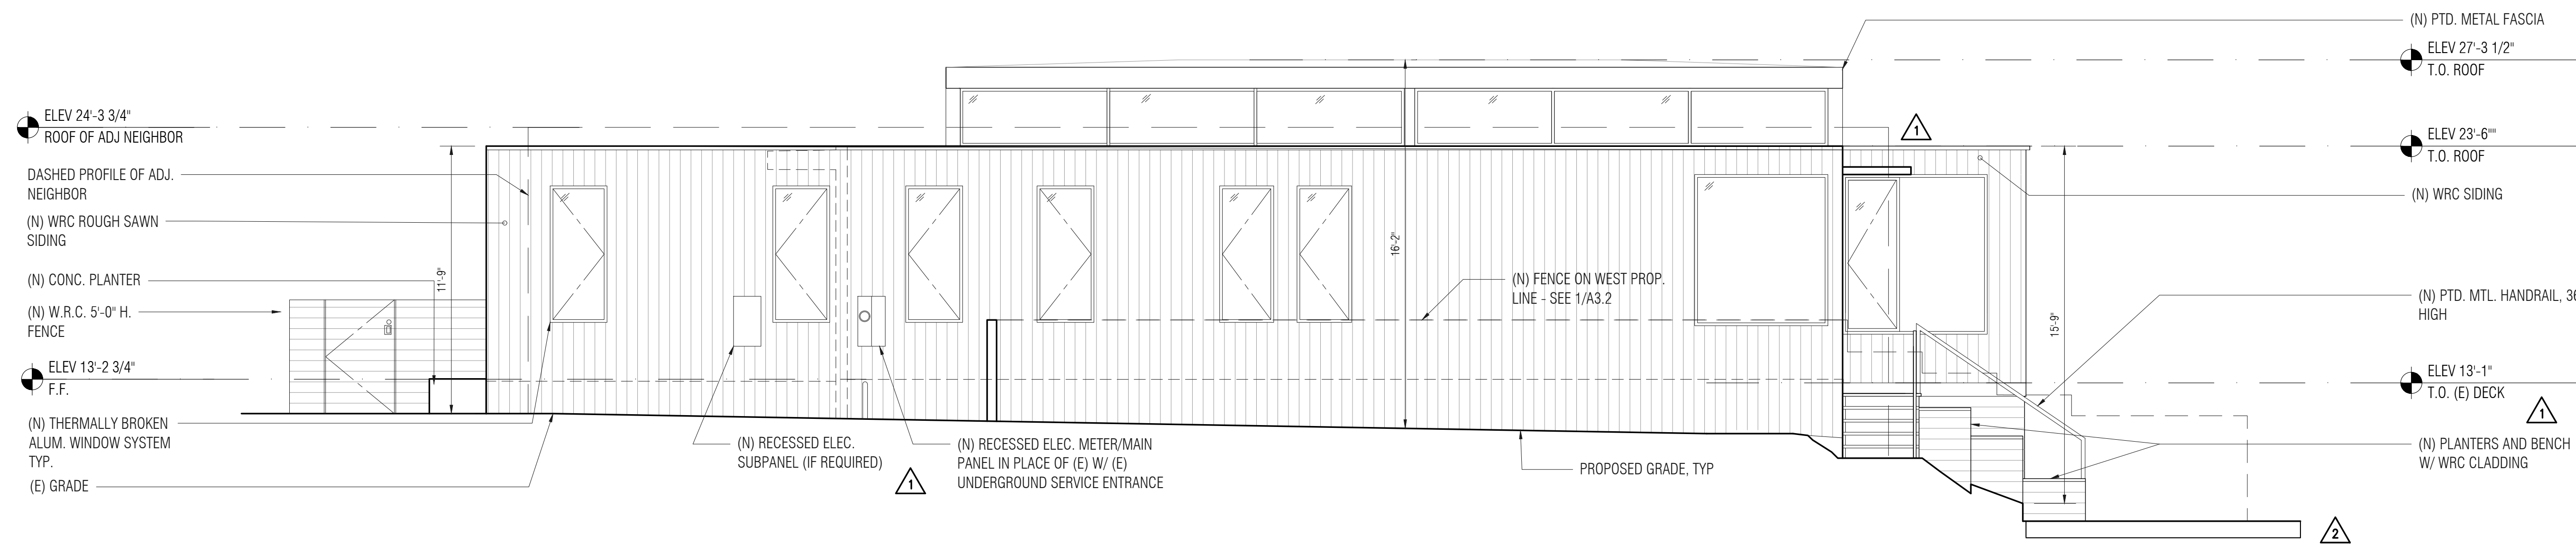 (N) PTD. METAL FASCIA
ELEV 27'-3 1/2"
T.O. ROOF
ELEV 24'-3 3/4"
ROOF OF ADJ NEIGHBOR
1
ELEV 23'-6""
T.O. ROOF
DASHED PROFILE OF ADJ.
NEIGHBOR
(N) WRC SIDING
(N) WRC ROUGH SAWN
SIDING
16'-2"
11'-9"
(N) CONC. PLANTER
(N) FENCE ON WEST PROP.
LINE - SEE 1/A3.2
(N) W.R.C. 5'-0" H.
FENCE
(N) PTD. MTL. HANDRAIL, 36
HIGH
15'-9"
ELEV 13'-2 3/4"
F.F.
ELEV 13'-1"
T.O. (E) DECK
1
(N) THERMALLY BROKEN
ALUM. WINDOW SYSTEM
TYP.
(N) RECESSED ELEC.
SUBPANEL (IF REQUIRED)
1
(N) RECESSED ELEC. METER/MAIN
PANEL IN PLACE OF (E) W/ (E)
UNDERGROUND SERVICE ENTRANCE
PROPOSED GRADE, TYP
(N) PLANTERS AND BENCH
W/ WRC CLADDING
(E) GRADE
2